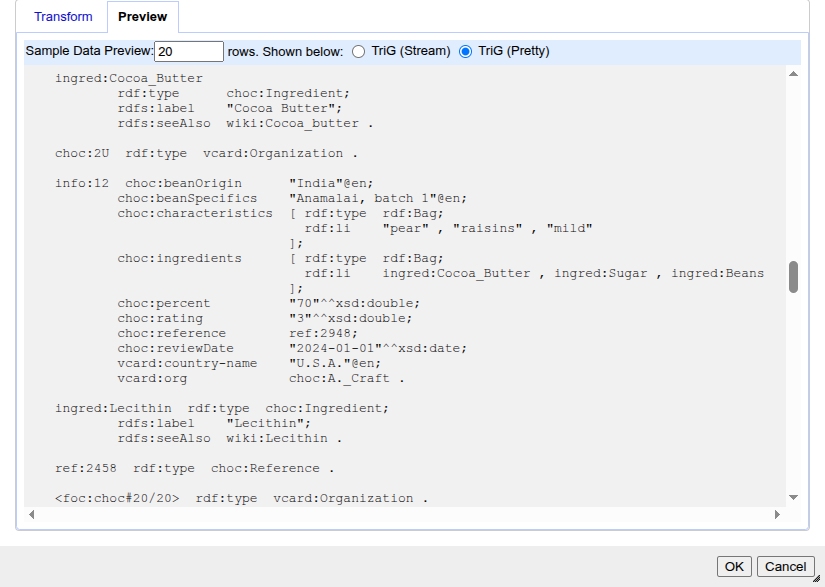 Transform Preview
Sample Data Preview: 20 rows. Shown below: TriG (Stream) TriG (Pretty)
ingred:Cocoa_Butter
rdf:type choc:Ingredient;
rdfs:label "Cocoa Butter";
rdfs:seeAlso wiki:Cocoa_butter .
choc:2U rdf:type vcard:Organization .
info:12 choc:beanOrigin "India"@en;
choc:beanSpecifics "Anamalai, batch 1"@en;
choc:characteristics [ rdf:type rdf:Bag;
rdf:li "pear" , "raisins" , "mild"
];
choc:ingredients [ rdf:type rdf:Bag;
rdf:li ingred:Cocoa_Butter , ingred:Sugar , ingred:Beans
];
choc:percent "70"^^xsd:double;
choc:rating "3"^^xsd:double;
choc:reference ref:2948;
choc:reviewDate "2024-01-01"^^xsd:date;
vcard:country-name "U.S.A."@en;
vcard:org choc:A._Craft .
ingred:Lecithin rdf:type choc:Ingredient;
rdfs:label "Lecithin";
rdfs:seeAlso wiki:Lecithin .
ref:2458 rdf:type choc:Reference .
<foc:choc#20/20> rdf:type vcard:Organization .
OK Cancel